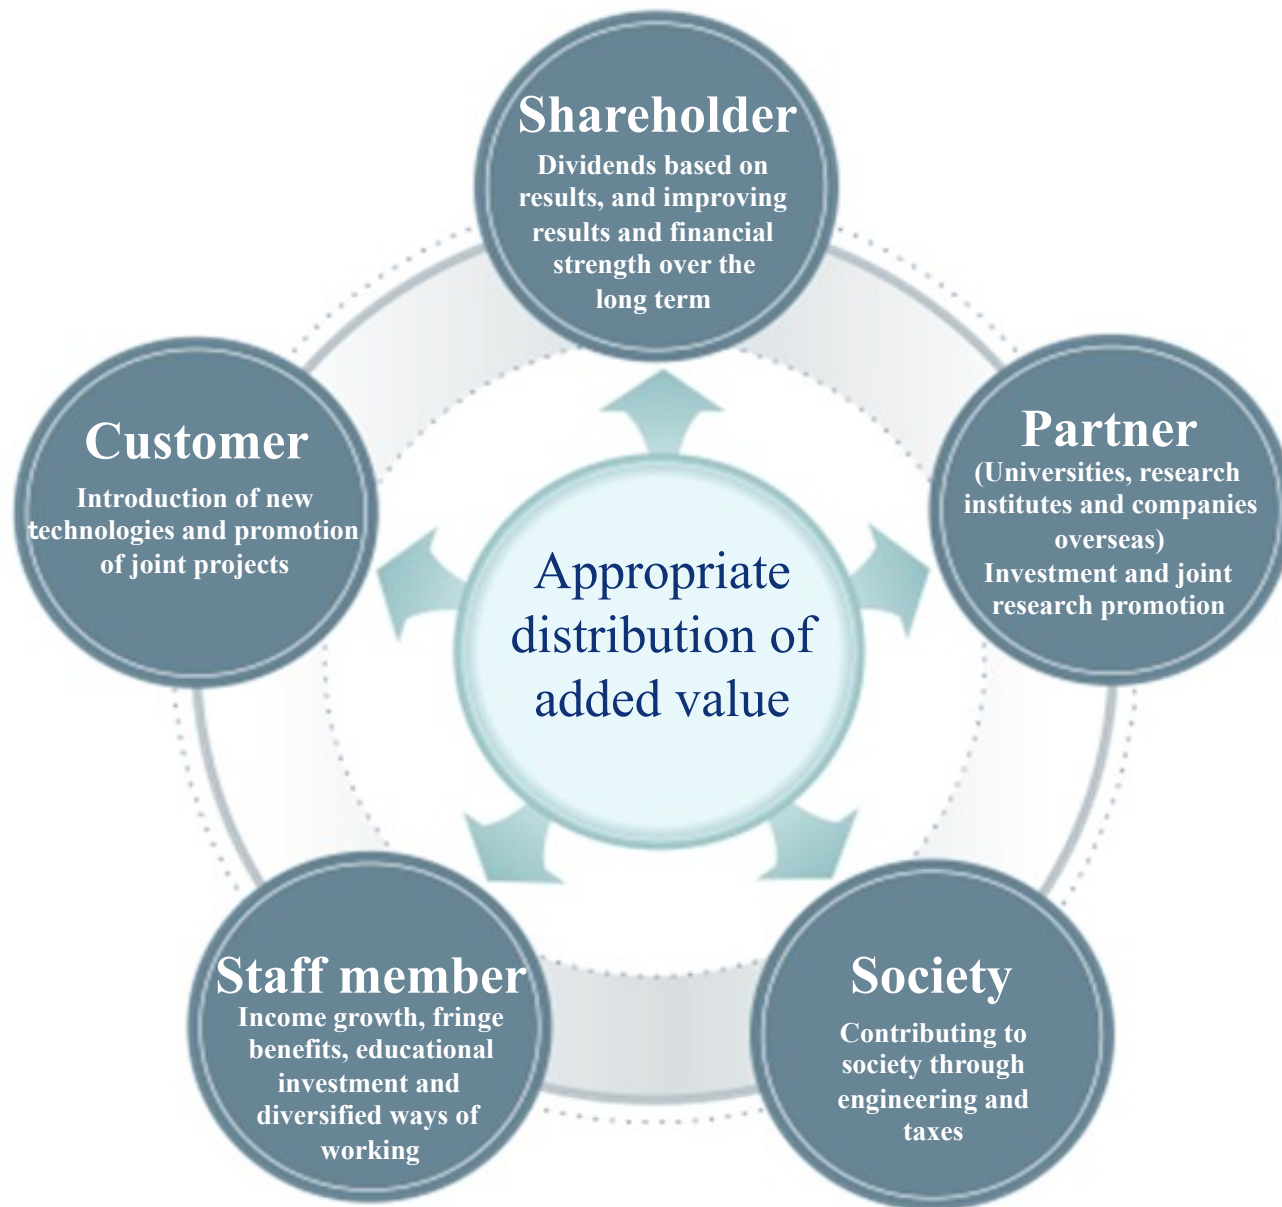 Shareholder
Dividends based on
results, and improving
results and financial
strength over the
long term
Customer
Introduction of new
technologies and promotion
of joint projects
Partner
(Universities, research
institutes and companies
overseas)
Investment and joint
research promotion
Appropriate
distribution of
added value
Staff member
Income growth, fringe
benefits, educational
investment and
diversified ways of
working
Society
Contributing to
society through
engineering and
taxes